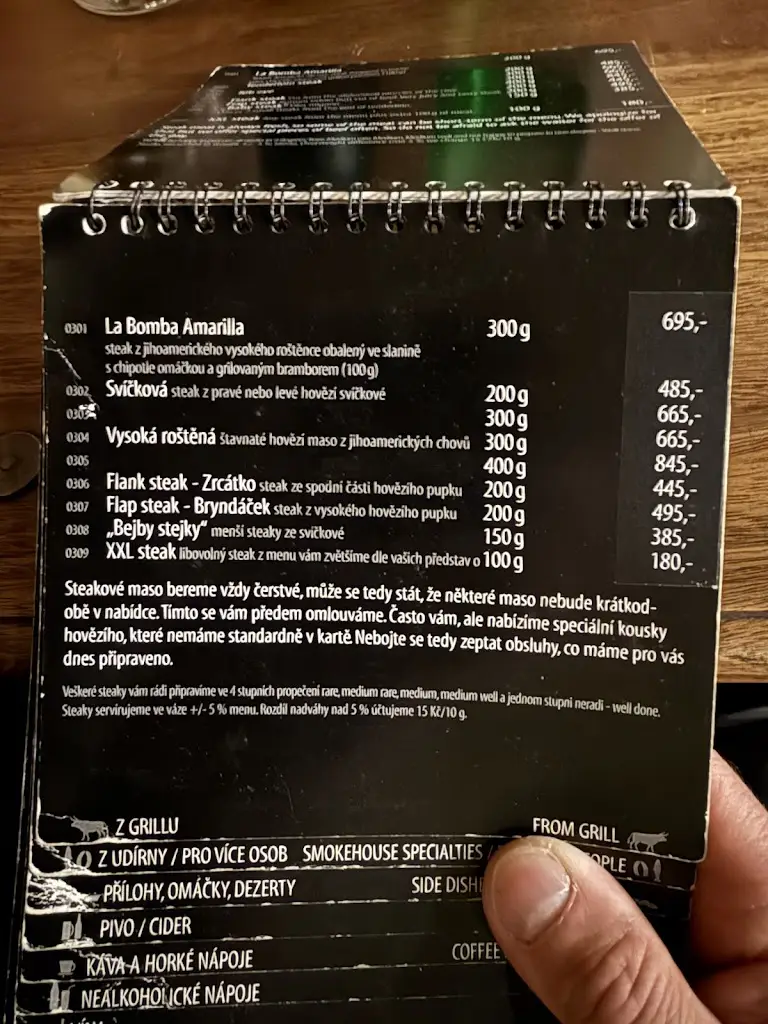 La Bomba Amarilla 300 g 695,-
100 g 180,-
0301 La Bomba Amarilla 300 g 695,-
steak z jihoamerického vysokého roštěnce obalený ve slanině
s chipotle omáčkou a grilovaným bramborem (100 g)
0302 Svíčková steak z pravé nebo levé hovězí svíčkové 200 g 485,-
0303 300 g 665,-
0304 Vysoká roštěná šťavnaté hovězí maso z jihoamerických chovů 300 g 665,-
0305 400 g 845,-
0306 Flank steak - Zrcátko steak ze spodní části hovězího pupku 200 g 445,-
0307 Flap steak - Bryndáček steak z vysokého hovězího pupku 200 g 495,-
0308 „Bejby stejky“ menší steaky ze svíčkové 150 g 385,-
0309 XXL steak libovolný steak z menu vám zvětšíme dle vašich představ o 100 g 180,-
Steakové maso bereme vždy čerstvé, může se tedy stát, že některé maso nebude krátkod-
obě v nabídce. Tímto se vám předem omlouváme. Často vám, ale nabízíme speciální kousky
hovězího, které nemáme standardně v kartě. Nebojte se tedy zeptat obsluhy, co máme pro vás
dnes připraveno.
Veškeré steaky vám rádi připravíme ve 4 stupních propečení rare, medium rare, medium, medium well a jednom stupni neradi - well done.
Steaky servírujeme ve váze +/- 5 % menu. Rozdíl nadváhy nad 5 % účtujeme 15 Kč/10 g.
Z GRILLU FROM GRILL
Z UDÍRNY / PRO VÍCE OSOB SMOKEHOUSE SPECIALTIES / OPLE
PŘÍLOHY, OMÁČKY, DEZERTY SIDE DISHE
PIVO / CIDER
KÁVA A HORKÉ NÁPOJE COFFEE
NEALKOHOLICKÉ NÁPOJE